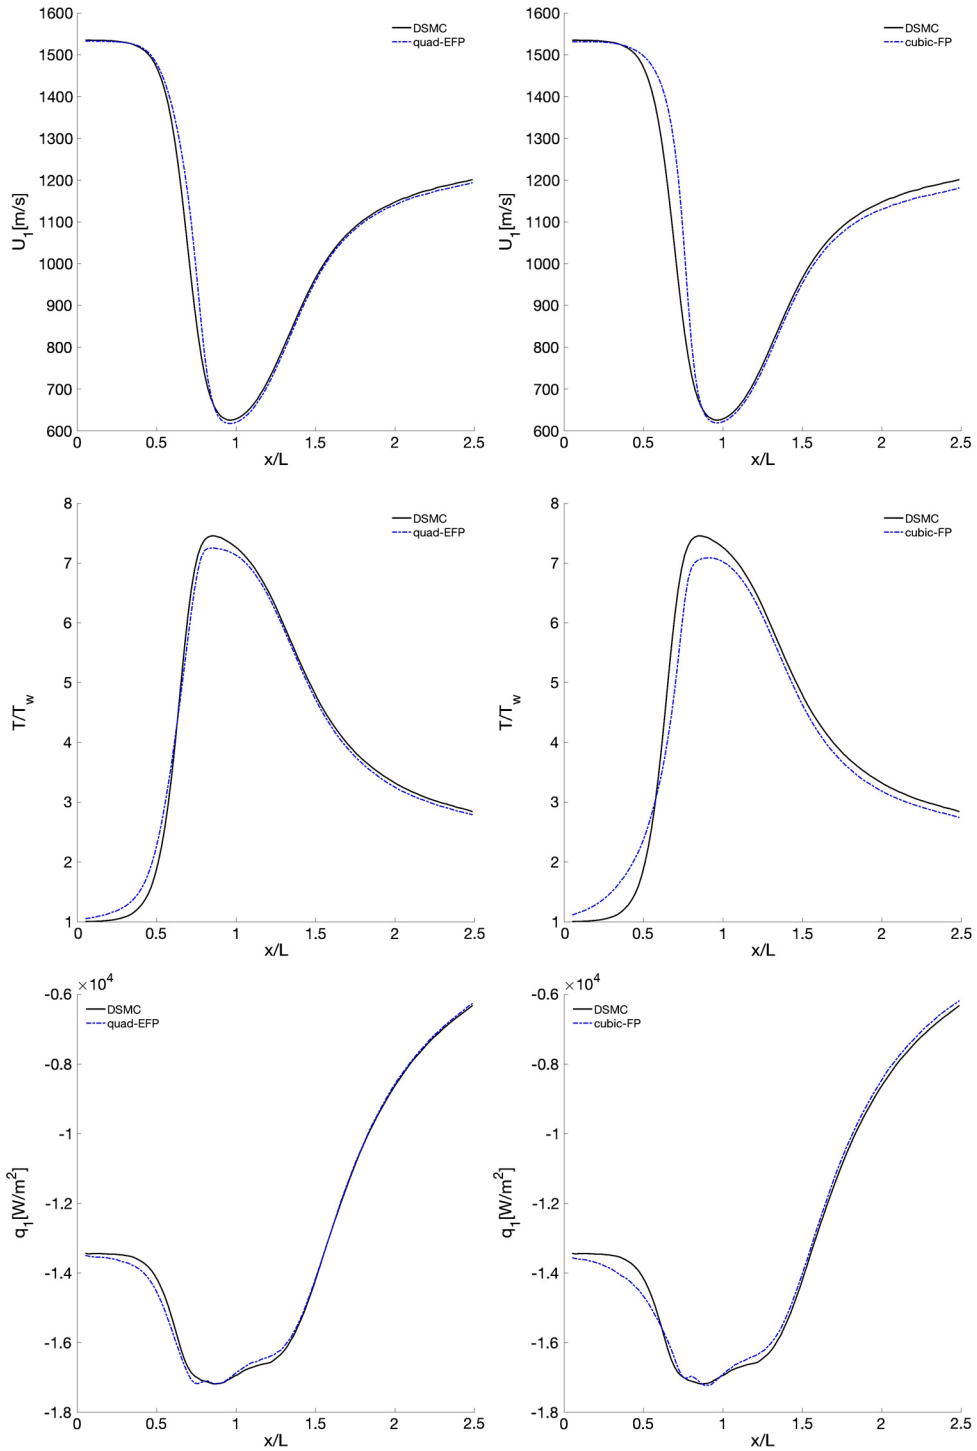 1600
1500
1400
1300
1200
1100
1000
900
800
700
600
U1[m/s]
0 0.5 1 1.5 2 2.5
x/L
DSMC
quad-EFP
1600
1500
1400
1300
1200
1100
1000
900
800
700
600
U1[m/s]
0 0.5 1 1.5 2 2.5
x/L
DSMC
cubic-FP
8
7
6
5
4
3
2
1
T/Tw
0 0.5 1 1.5 2 2.5
x/L
DSMC
quad-EFP
8
7
6
5
4
3
2
1
T/Tw
0 0.5 1 1.5 2 2.5
x/L
DSMC
cubic-FP
×10^4
-0.6
-0.8
-1
-1.2
-1.4
-1.6
-1.8
q1[W/m^2]
0 0.5 1 1.5 2 2.5
x/L
DSMC
quad-EFP
×10^4
-0.6
-0.8
-1
-1.2
-1.4
-1.6
-1.8
q1[W/m^2]
0 0.5 1 1.5 2 2.5
x/L
DSMC
cubic-FP